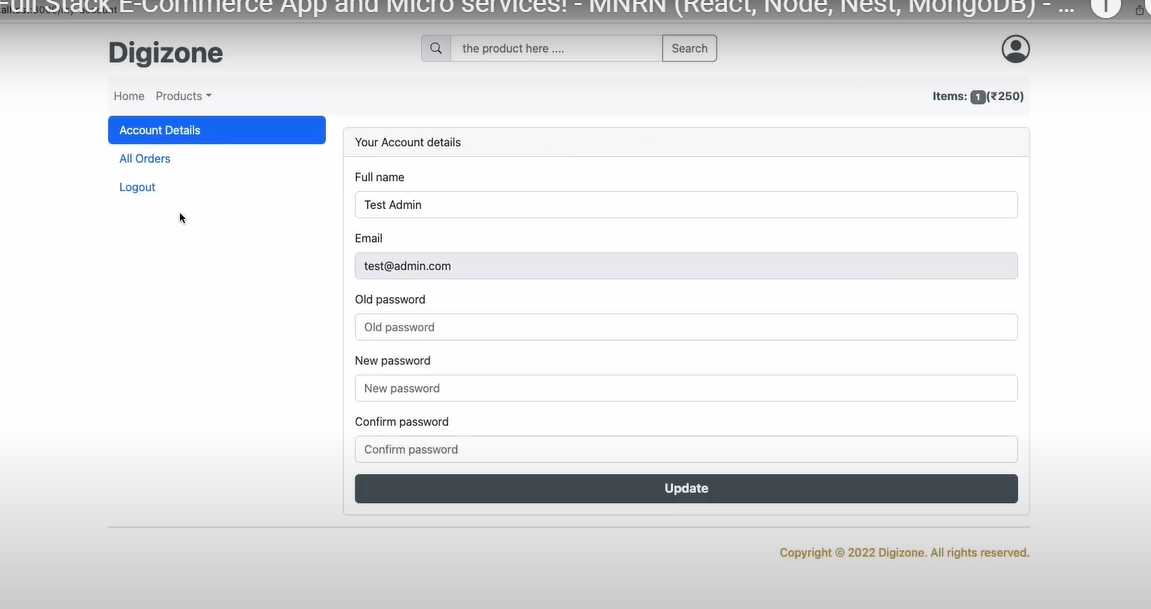 Full Stack E-Commerce App and Micro services! - MNRN (React, Node, Nest, MongoDB) - ...
Digizone
the product here ....
Search
Home Products
Items: 1 (₹250)
Account Details
All Orders
Logout
Your Account details
Full name
Test Admin
Email
test@admin.com
Old password
Old password
New password
New password
Confirm password
Confirm password
Update
Copyright © 2022 Digizone. All rights reserved.